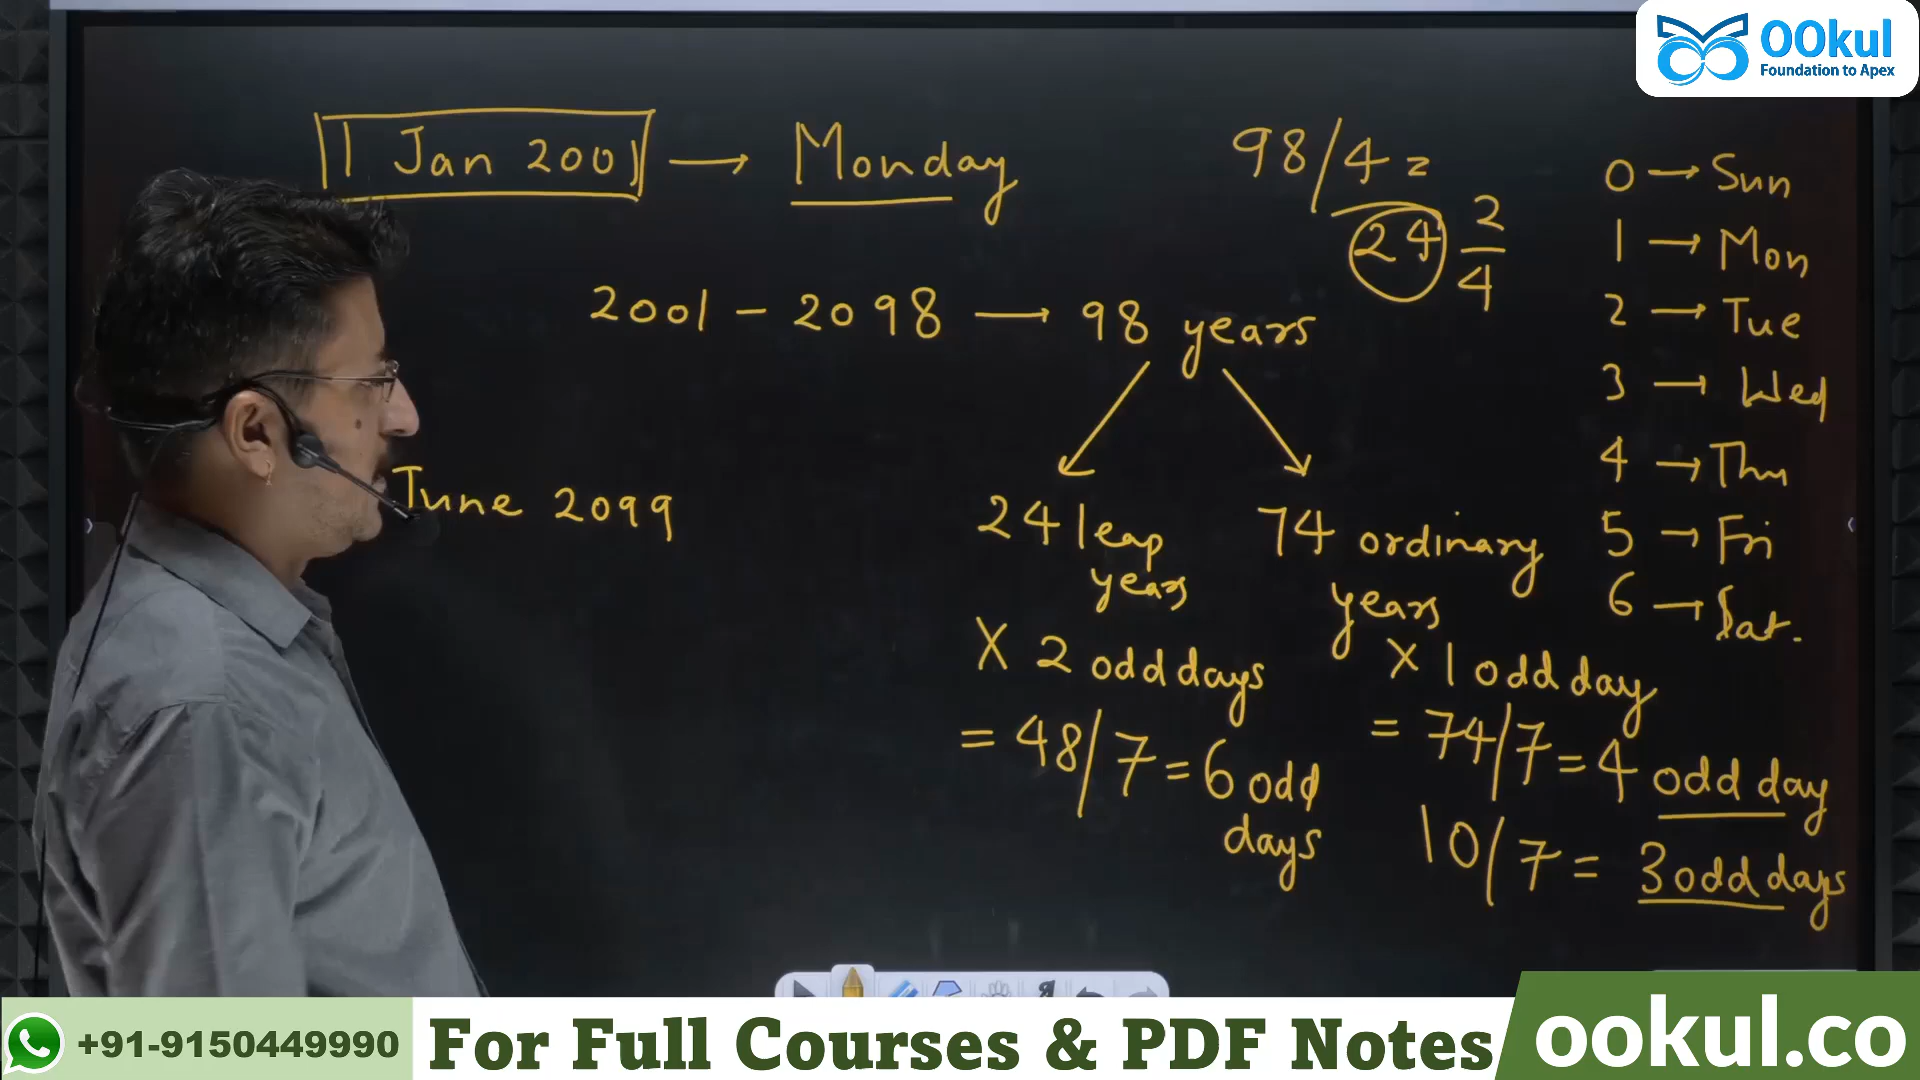 OOkul
Foundation to Apex
1 Jan 2001 → Monday
98/4 =
24 2/4
2001 - 2098 → 98 years
June 2099
24 leap years
74 ordinary years
X 2 odd days
X 1 odd day
= 48/7 = 6 odd days
= 74/7 = 4 odd day
10/7 = 3 odd days
0 → Sun
1 → Mon
2 → Tue
3 → Wed
4 → Thu
5 → Fri
6 → Sat.
+91-9150449990
For Full Courses & PDF Notes
ookul.co